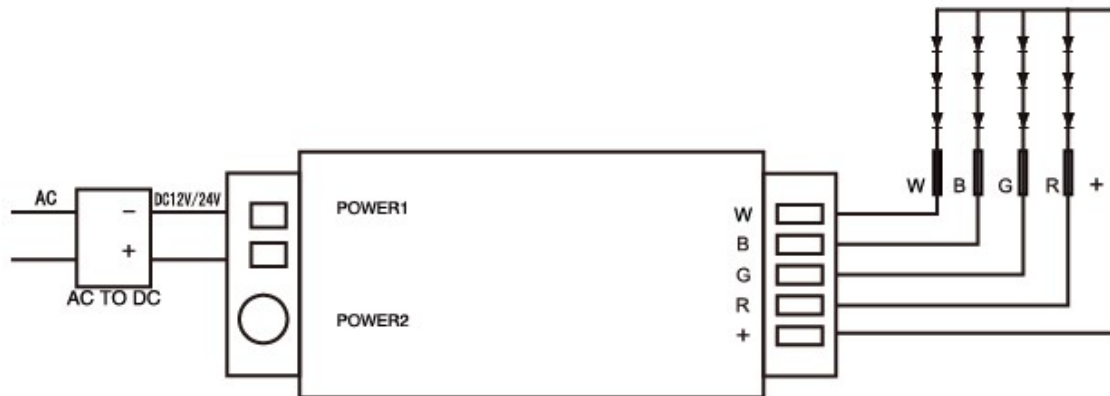 W B G R +
AC
DC12V/24V
−
+
AC TO DC
POWER1
POWER2
W
B
G
R
+